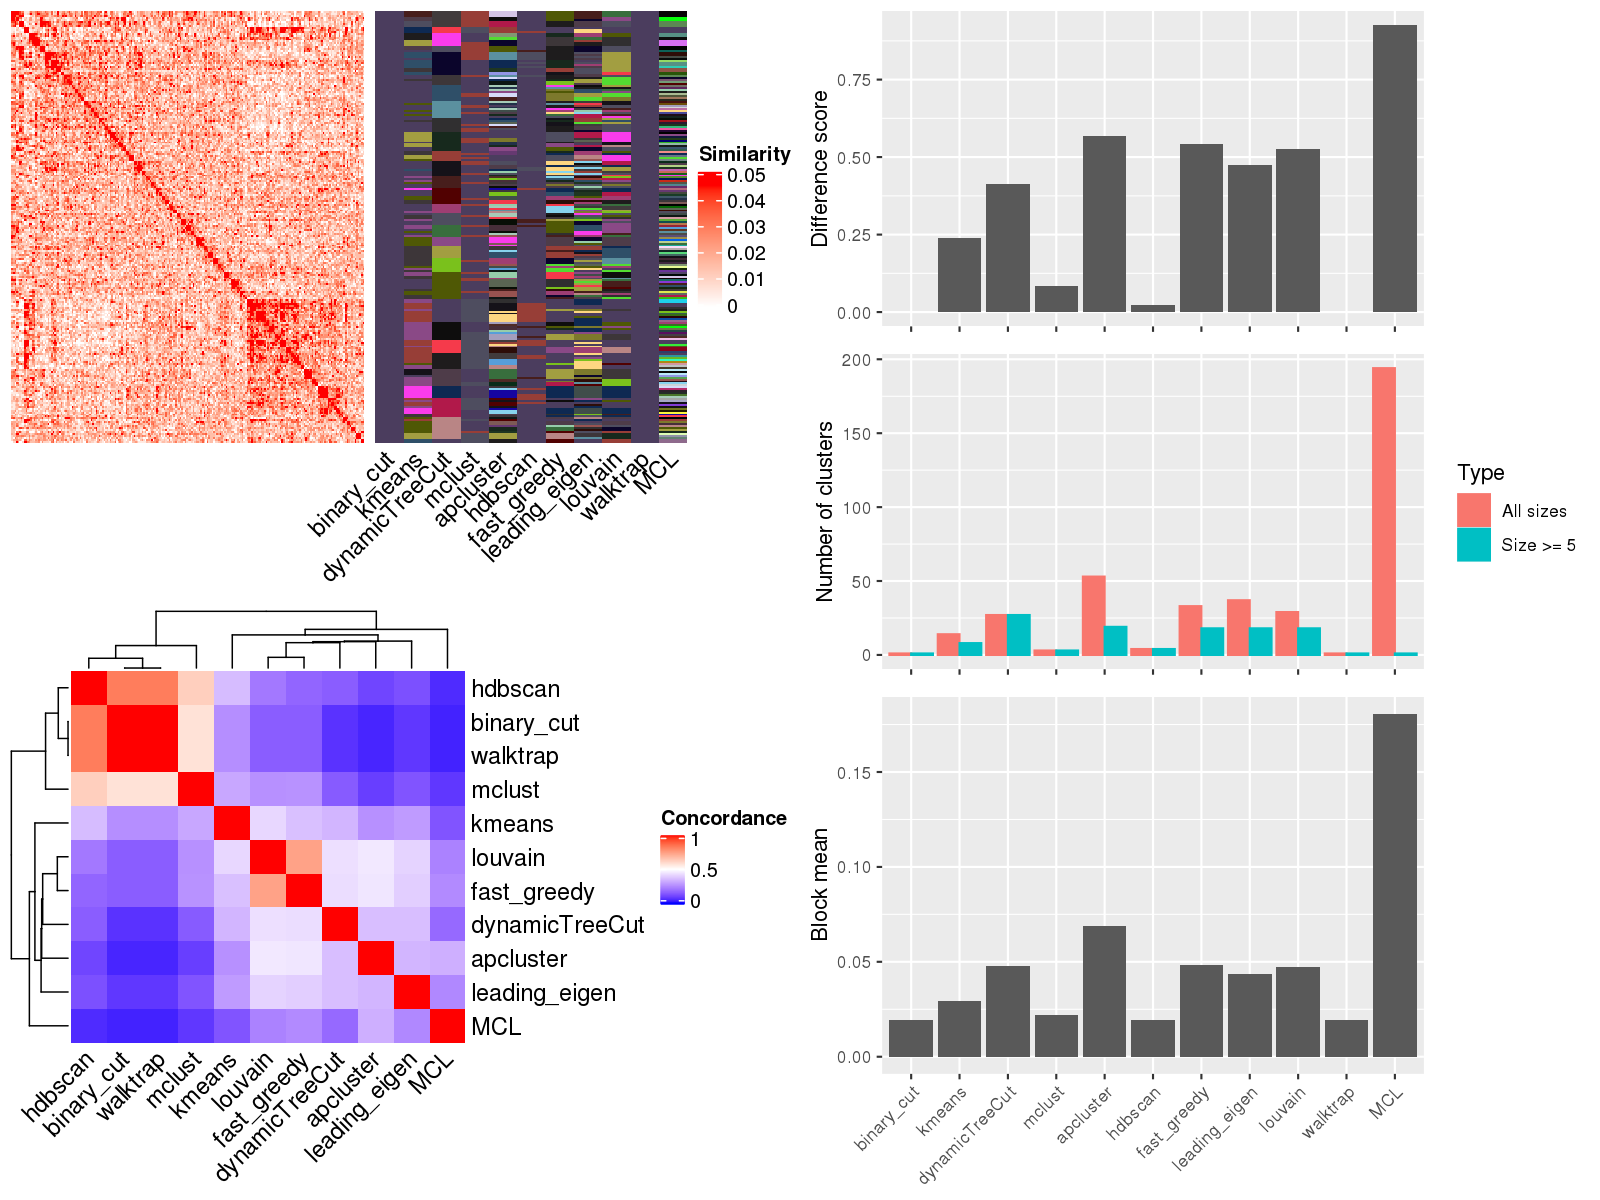 Similarity
0.05
0.04
0.03
0.02
0.01
0
binary_cut
kmeans
dynamicTreeCut
mclust
apcluster
hdbscan
fast_greedy
leading_eigen
louvain
walktrap
MCL
hdbscan
binary_cut
walktrap
mclust
kmeans
louvain
fast_greedy
dynamicTreeCut
apcluster
leading_eigen
MCL
Concordance
1
0.5
0
hdbscan
binary_cut
walktrap
mclust
kmeans
louvain
fast_greedy
dynamicTreeCut
apcluster
leading_eigen
MCL
Difference score
0.75
0.50
0.25
0.00
Number of clusters
200
150
100
50
0
Type
All sizes
Size >= 5
Block mean
0.15
0.10
0.05
0.00
binary_cut
kmeans
dynamicTreeCut
mclust
apcluster
hdbscan
fast_greedy
leading_eigen
louvain
walktrap
MCL